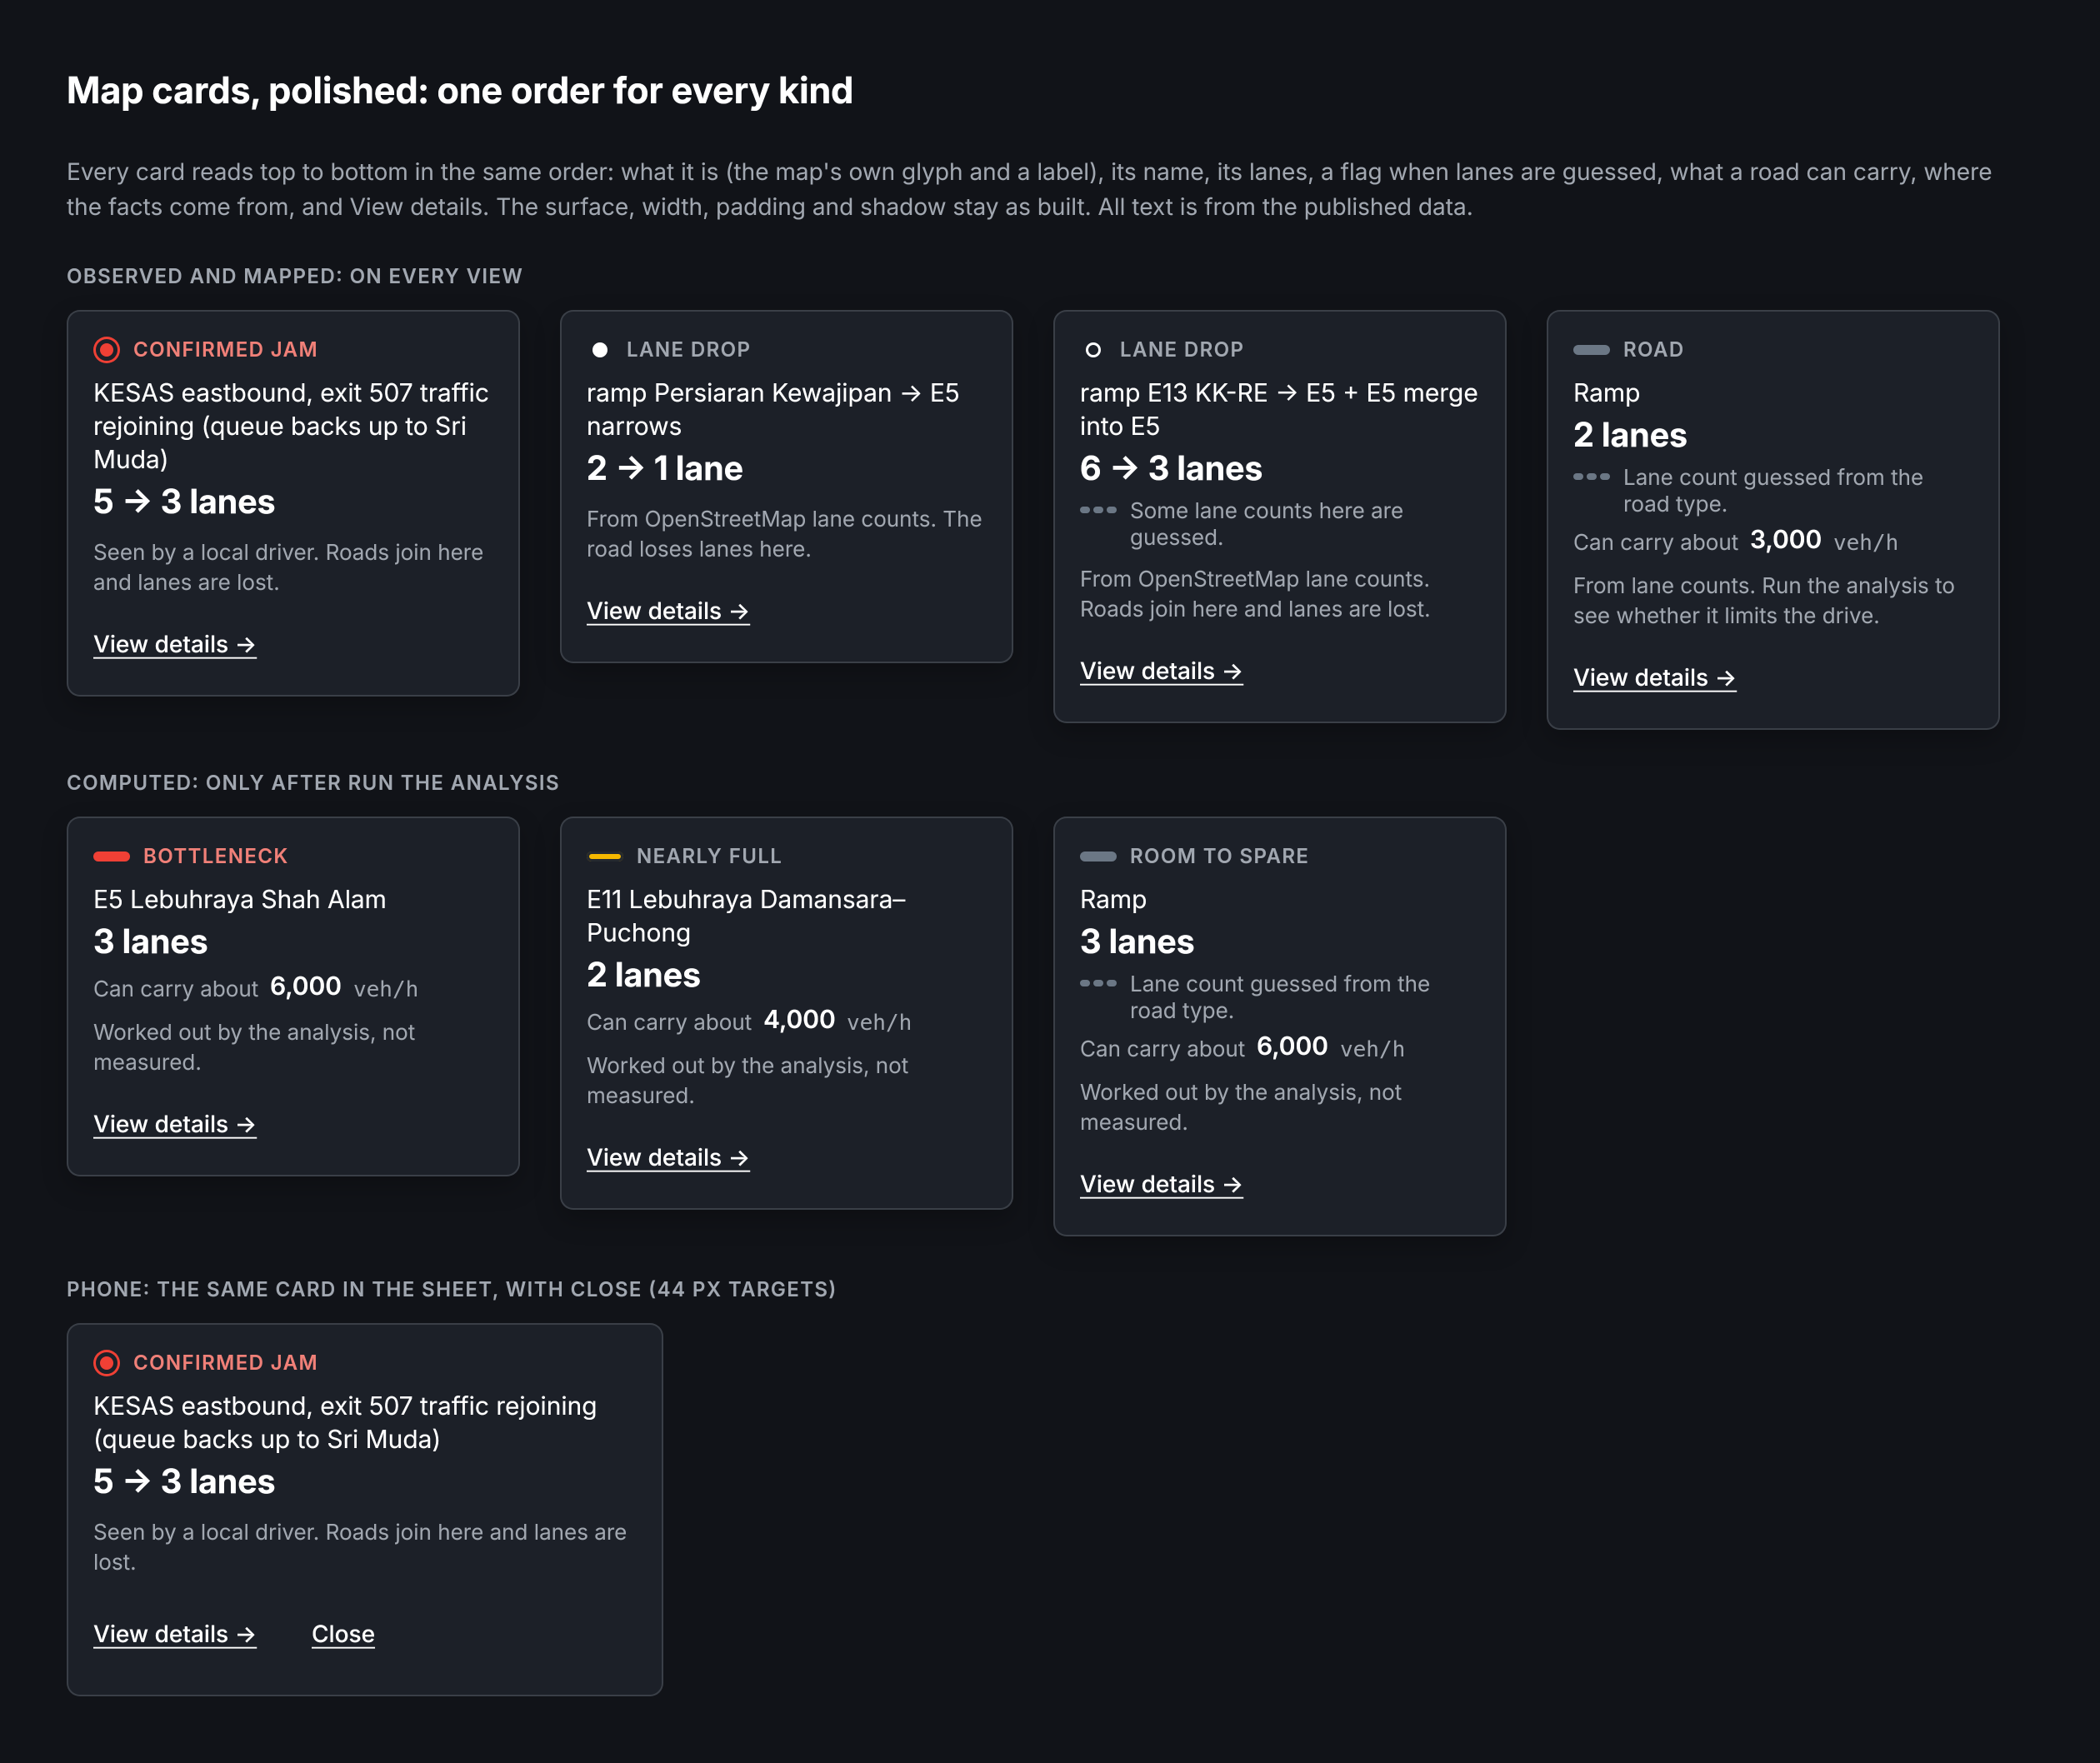 Map cards, polished: one order for every kind
Every card reads top to bottom in the same order: what it is (the map's own glyph and a label), its name, its lanes, a flag when lanes are guessed, what a road can carry, where
the facts come from, and View details. The surface, width, padding and shadow stay as built. All text is from the published data.
OBSERVED AND MAPPED: ON EVERY VIEW
CONFIRMED JAM
KESAS eastbound, exit 507 traffic
rejoining (queue backs up to Sri
Muda)
5 → 3 lanes
Seen by a local driver. Roads join here
and lanes are lost.
View details →
LANE DROP
ramp Persiaran Kewajipan → E5
narrows
2 → 1 lane
From OpenStreetMap lane counts. The
road loses lanes here.
View details →
LANE DROP
ramp E13 KK-RE → E5 + E5 merge
into E5
6 → 3 lanes
Some lane counts here are
guessed.
From OpenStreetMap lane counts.
Roads join here and lanes are lost.
View details →
ROAD
Ramp
2 lanes
Lane count guessed from the
road type.
Can carry about 3,000 veh/h
From lane counts. Run the analysis to
see whether it limits the drive.
View details →
COMPUTED: ONLY AFTER RUN THE ANALYSIS
BOTTLENECK
E5 Lebuhraya Shah Alam
3 lanes
Can carry about 6,000 veh/h
Worked out by the analysis, not
measured.
View details →
NEARLY FULL
E11 Lebuhraya Damansara–
Puchong
2 lanes
Can carry about 4,000 veh/h
Worked out by the analysis, not
measured.
View details →
ROOM TO SPARE
Ramp
3 lanes
Lane count guessed from the
road type.
Can carry about 6,000 veh/h
Worked out by the analysis, not
measured.
View details →
PHONE: THE SAME CARD IN THE SHEET, WITH CLOSE (44 PX TARGETS)
CONFIRMED JAM
KESAS eastbound, exit 507 traffic rejoining
(queue backs up to Sri Muda)
5 → 3 lanes
Seen by a local driver. Roads join here and lanes are
lost.
View details → Close